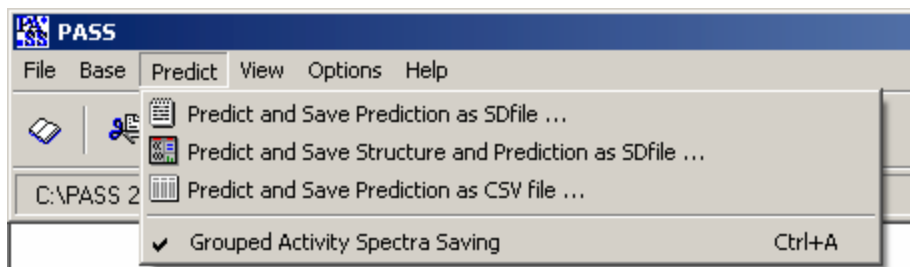 PASS
File Base Predict View Options Help
Predict and Save Prediction as SDfile ...
Predict and Save Structure and Prediction as SDfile ...
C:\PASS 2
Predict and Save Prediction as CSV file ...
Grouped Activity Spectra Saving Ctrl+A